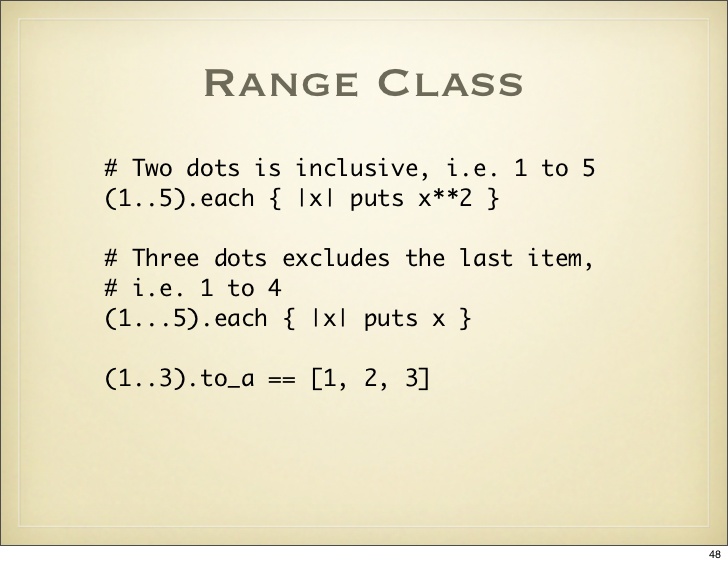 Range Class
# Two dots is inclusive, i.e. 1 to 5
(1..5).each { |x| puts x**2 }
# Three dots excludes the last item,
# i.e. 1 to 4
(1...5).each { |x| puts x }
(1..3).to_a == [1, 2, 3]
48